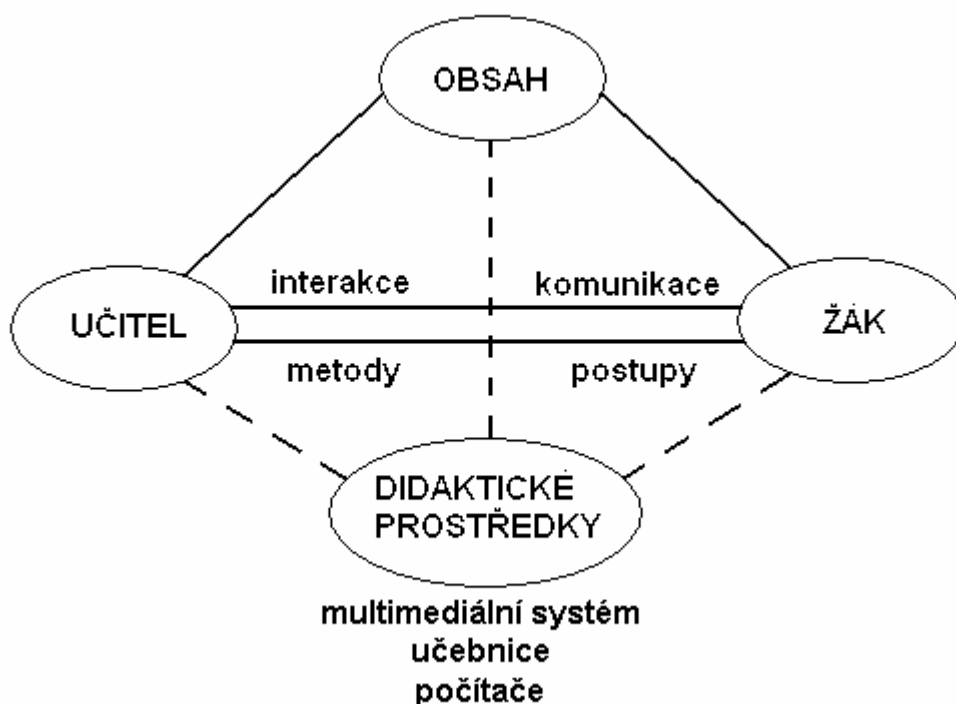 OBSAH
interakce komunikace
UČITEL ŽÁK
metody postupy
DIDAKTICKÉ
PROSTŘEDKY
multimediální systém
učebnice
počítače